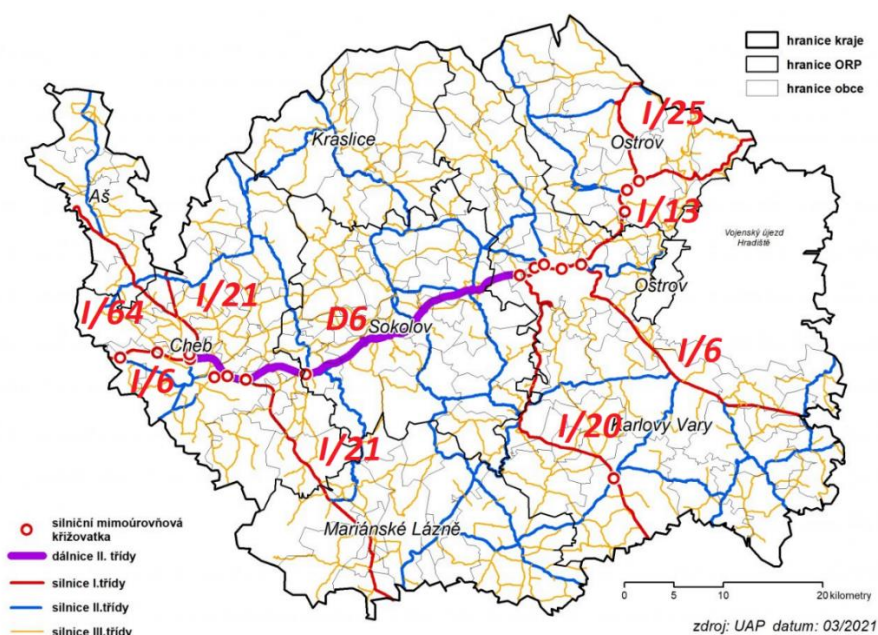 hranice kraje
hranice ORP
hranice obce
I/25
Kraslice
Ostrov
Aš
I/13
Vojenský újezd
Hradiště
I/21
Ostrov
I/64
D6
Sokolov
Cheb
I/6
I/6
I/20
Karlovy Vary
I/21
Mariánské Lázně
silniční mimoúrovňová
křižovatka
dálnice II. třídy
silnice I.třídy
silnice II.třídy
silnice III.třídy
0 5 10 20 kilometry
zdroj: UAP datum: 03/2021